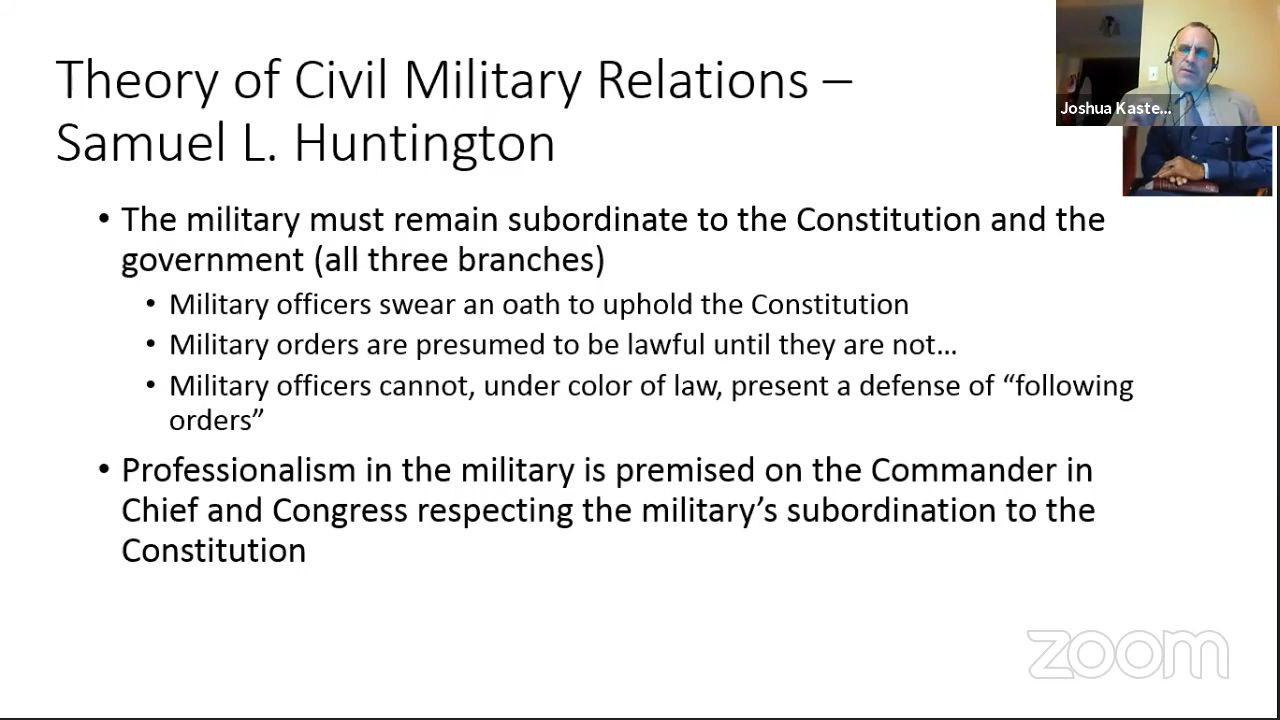 Theory of Civil Military Relations –
Samuel L. Huntington
Joshua Kaste...
• The military must remain subordinate to the Constitution and the
government (all three branches)
• Military officers swear an oath to uphold the Constitution
• Military orders are presumed to be lawful until they are not…
• Military officers cannot, under color of law, present a defense of “following
orders”
• Professionalism in the military is premised on the Commander in
Chief and Congress respecting the military’s subordination to the
Constitution
zoom